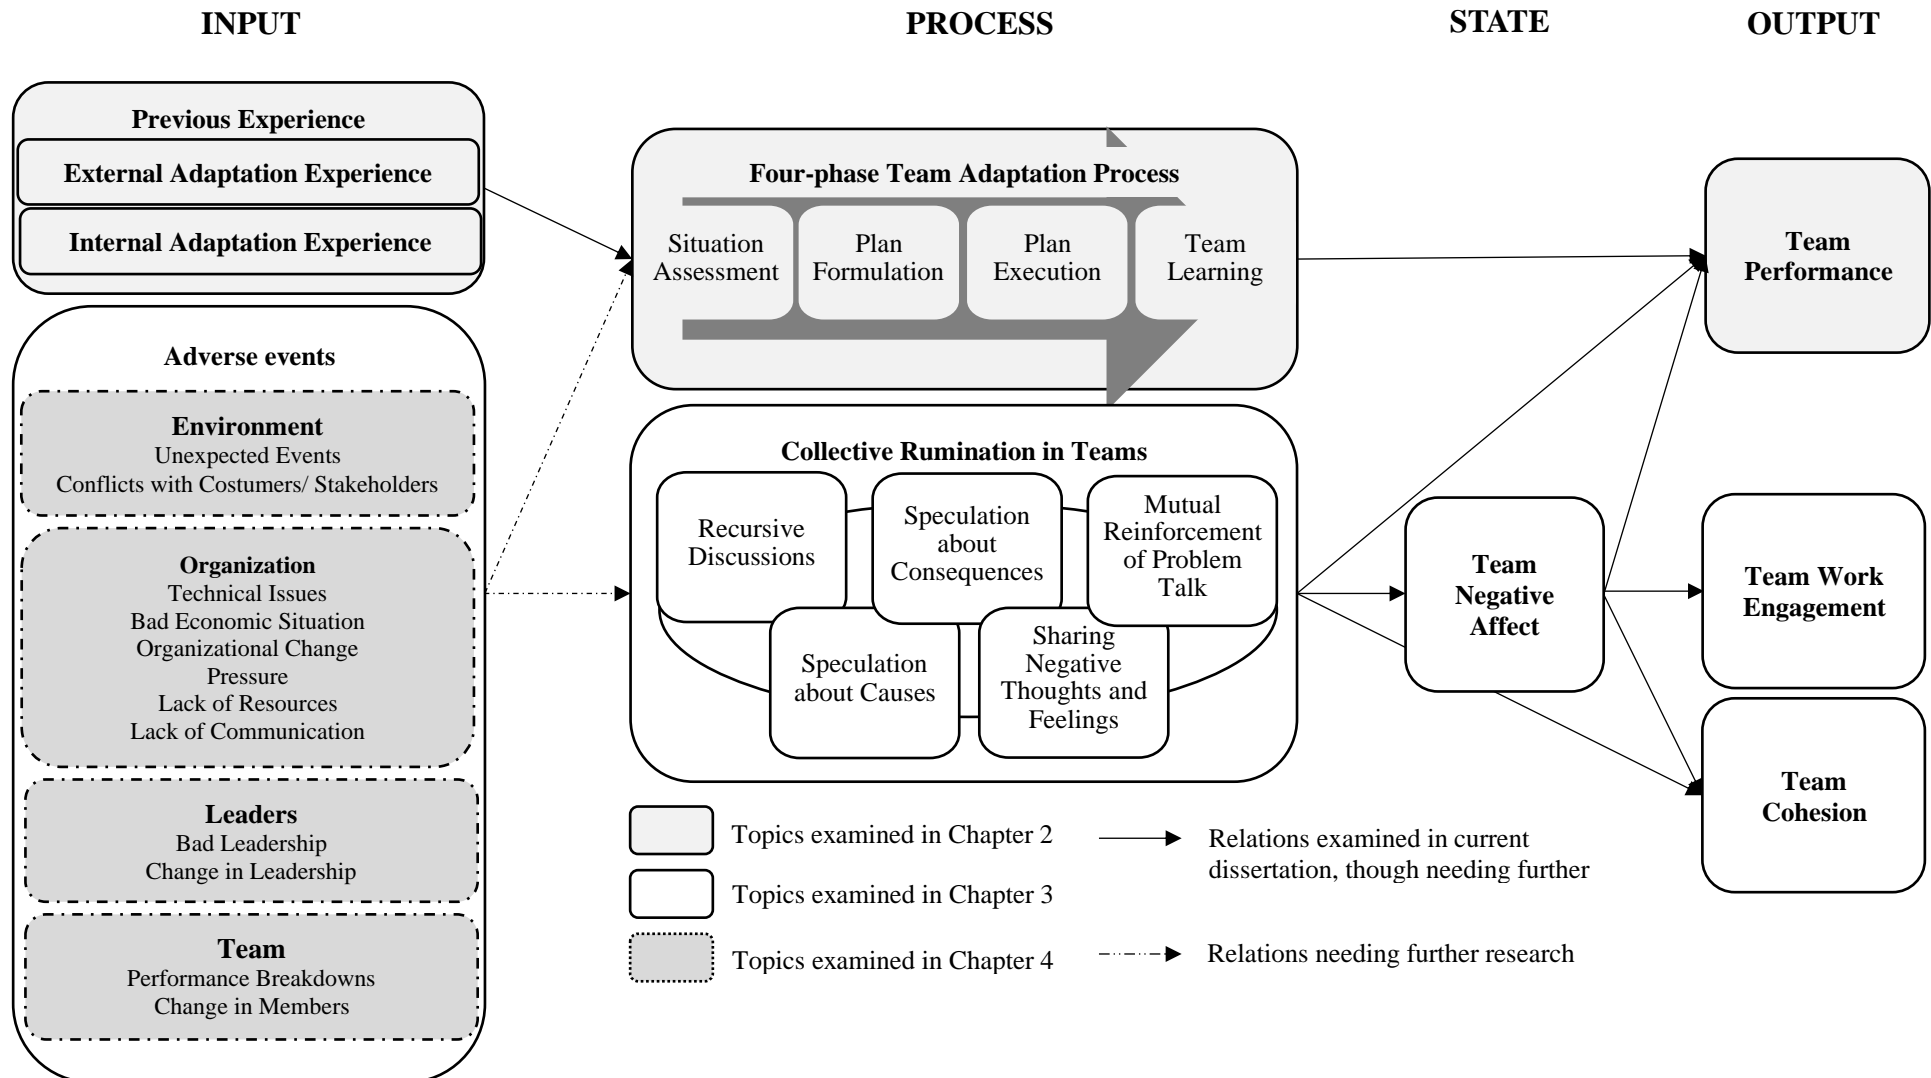 INPUT
PROCESS
STATE
OUTPUT
Previous Experience
External Adaptation Experience
Internal Adaptation Experience
Adverse events
Environment
Unexpected Events
Conflicts with Costumers/ Stakeholders
Organization
Technical Issues
Bad Economic Situation
Organizational Change
Pressure
Lack of Resources
Lack of Communication
Leaders
Bad Leadership
Change in Leadership
Team
Performance Breakdowns
Change in Members
Four-phase Team Adaptation Process
Situation
Assessment
Plan
Formulation
Plan
Execution
Team
Learning
Collective Rumination in Teams
Recursive
Discussions
Speculation
about
Consequences
Mutual
Reinforcement
of Problem
Talk
Speculation
about Causes
Sharing
Negative
Thoughts and
Feelings
Team
Negative
Affect
Team
Performance
Team Work
Engagement
Team
Cohesion
Topics examined in Chapter 2
Topics examined in Chapter 3
Topics examined in Chapter 4
Relations examined in current
dissertation, though needing further
Relations needing further research